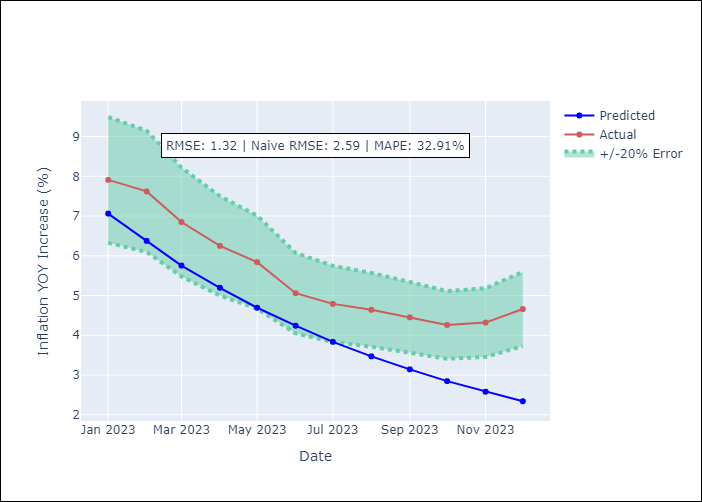 Predicted
Actual
+/-20% Error
RMSE: 1.32 | Naive RMSE: 2.59 | MAPE: 32.91%
9
8
7
6
5
4
3
2
Inflation YOY Increase (%)
Jan 2023 Mar 2023 May 2023 Jul 2023 Sep 2023 Nov 2023
Date